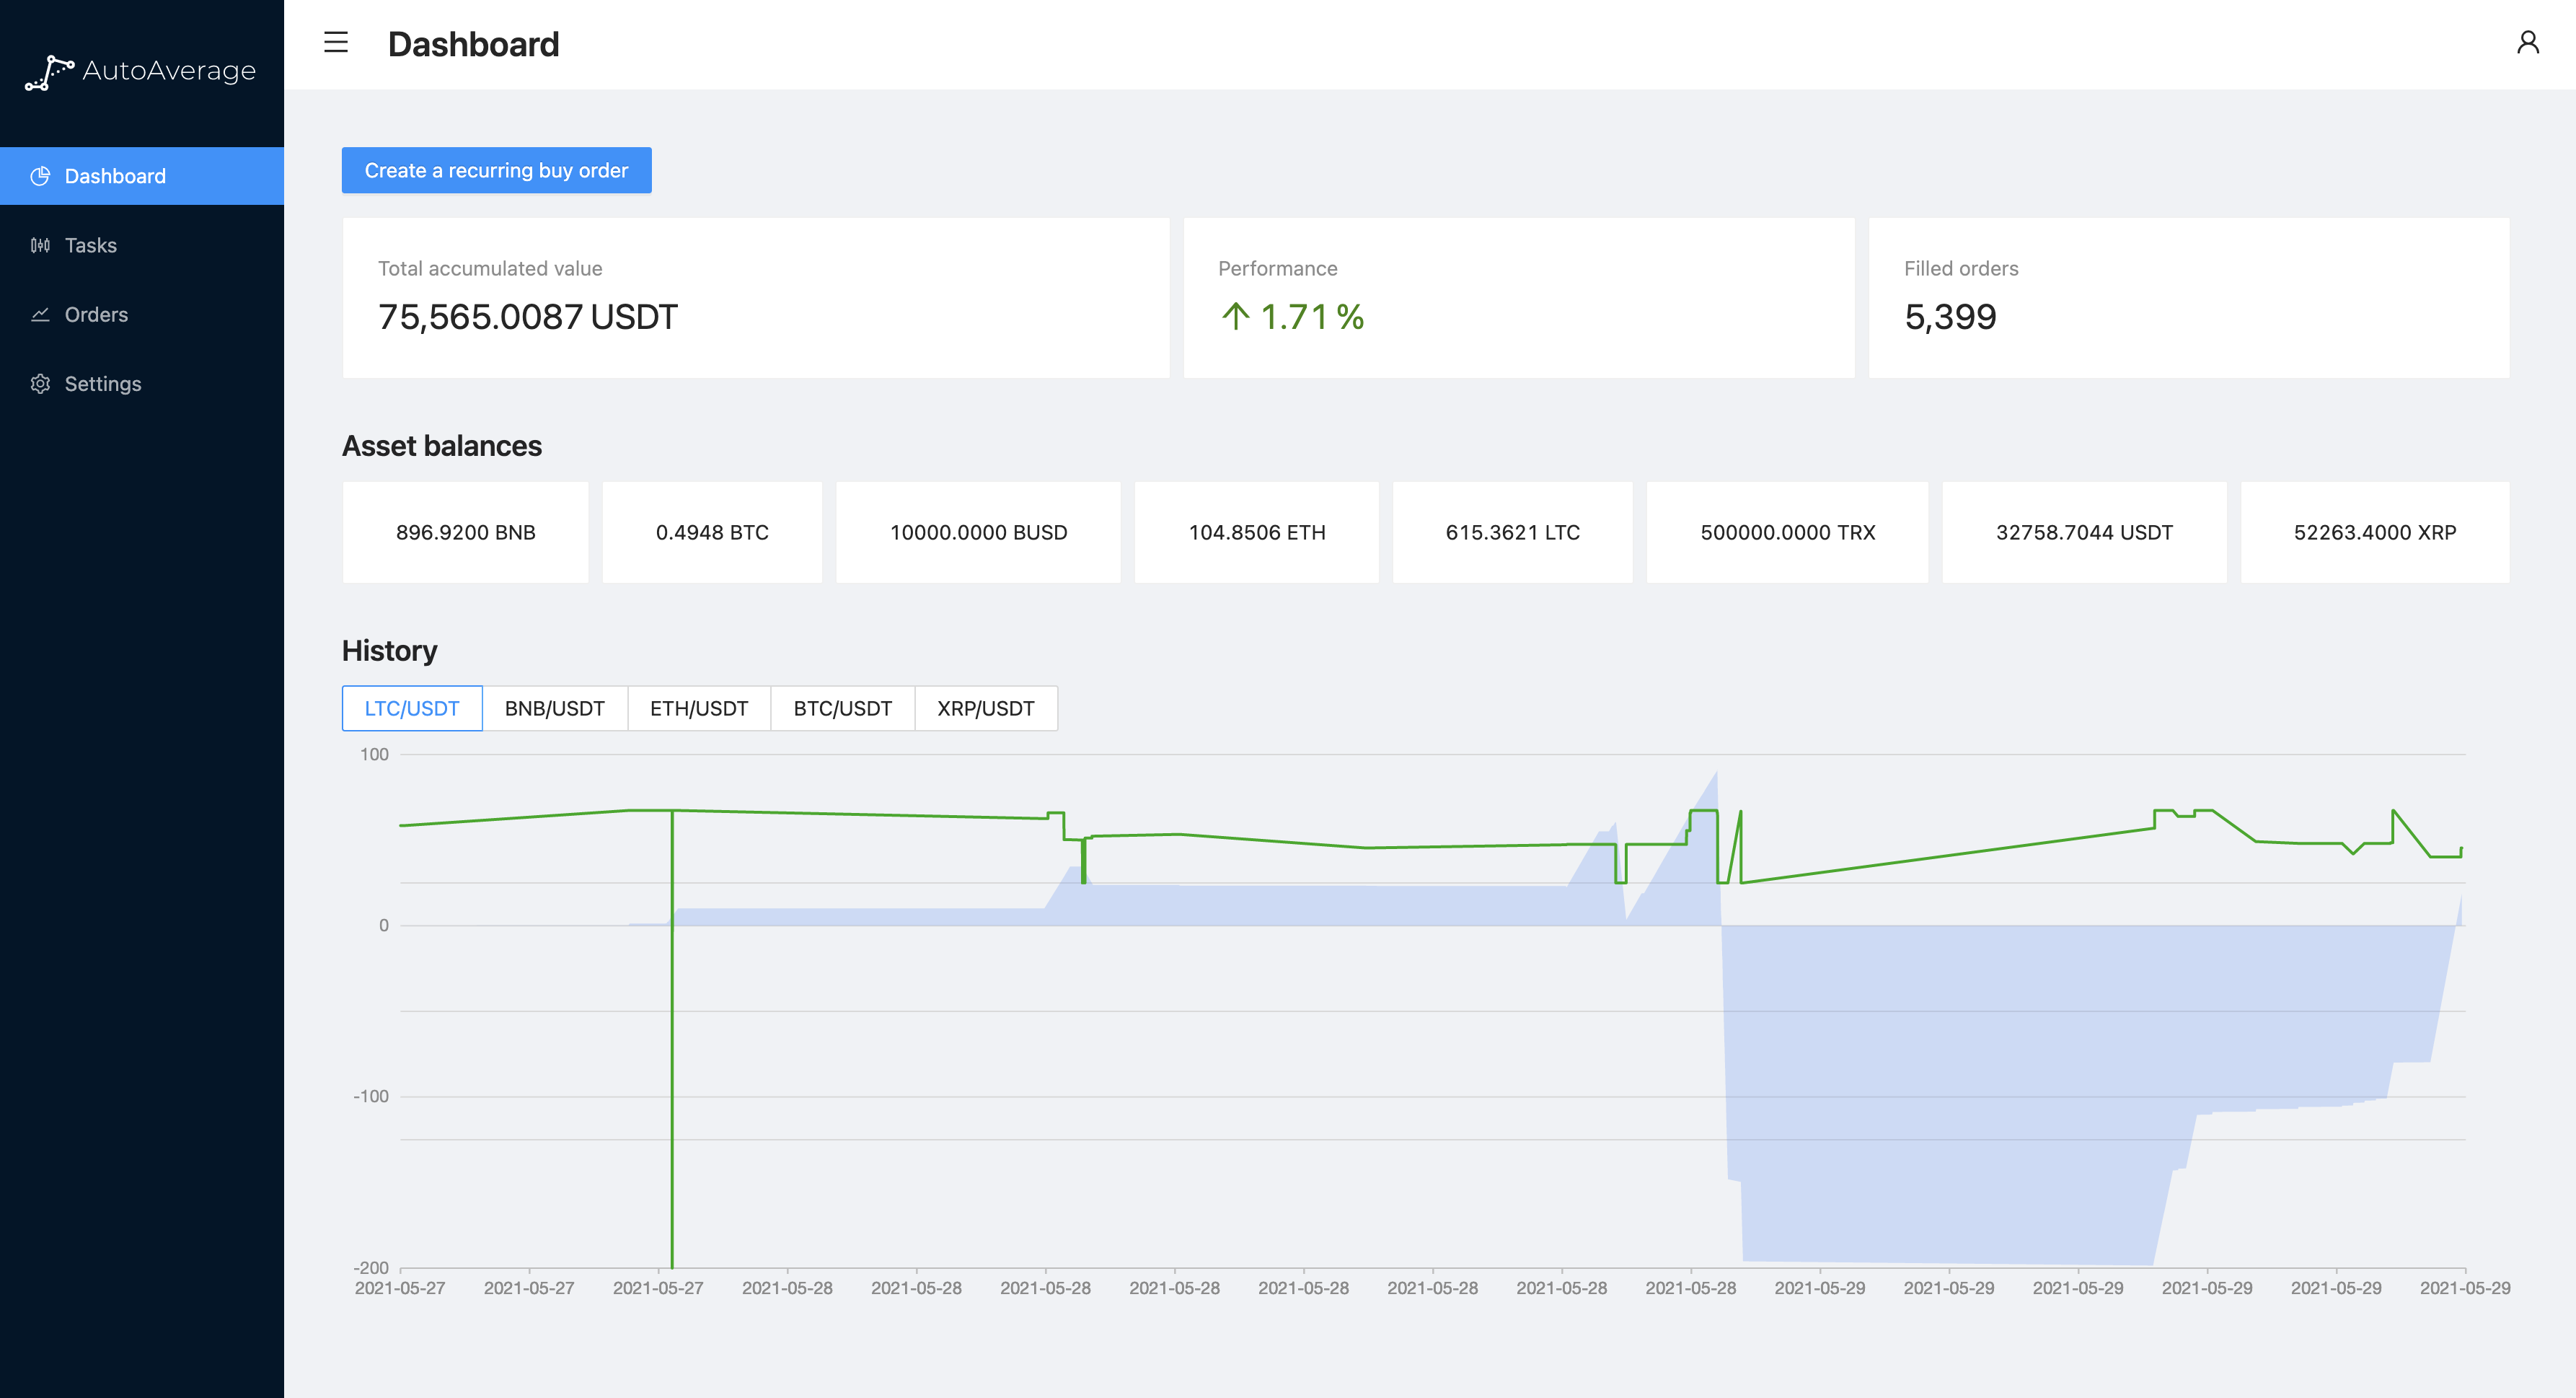 AutoAverage
Dashboard
Tasks
Orders
Settings
Dashboard
Create a recurring buy order
Total accumulated value
75,565.0087 USDT
Performance
↑ 1.71 %
Filled orders
5,399
Asset balances
896.9200 BNB
0.4948 BTC
10000.0000 BUSD
104.8506 ETH
615.3621 LTC
500000.0000 TRX
32758.7044 USDT
52263.4000 XRP
History
LTC/USDT BNB/USDT ETH/USDT BTC/USDT XRP/USDT
100
0
-100
-200
2021-05-27 2021-05-27 2021-05-27 2021-05-28 2021-05-28 2021-05-28 2021-05-28 2021-05-28 2021-05-28 2021-05-28 2021-05-28 2021-05-29 2021-05-29 2021-05-29 2021-05-29 2021-05-29 2021-05-29